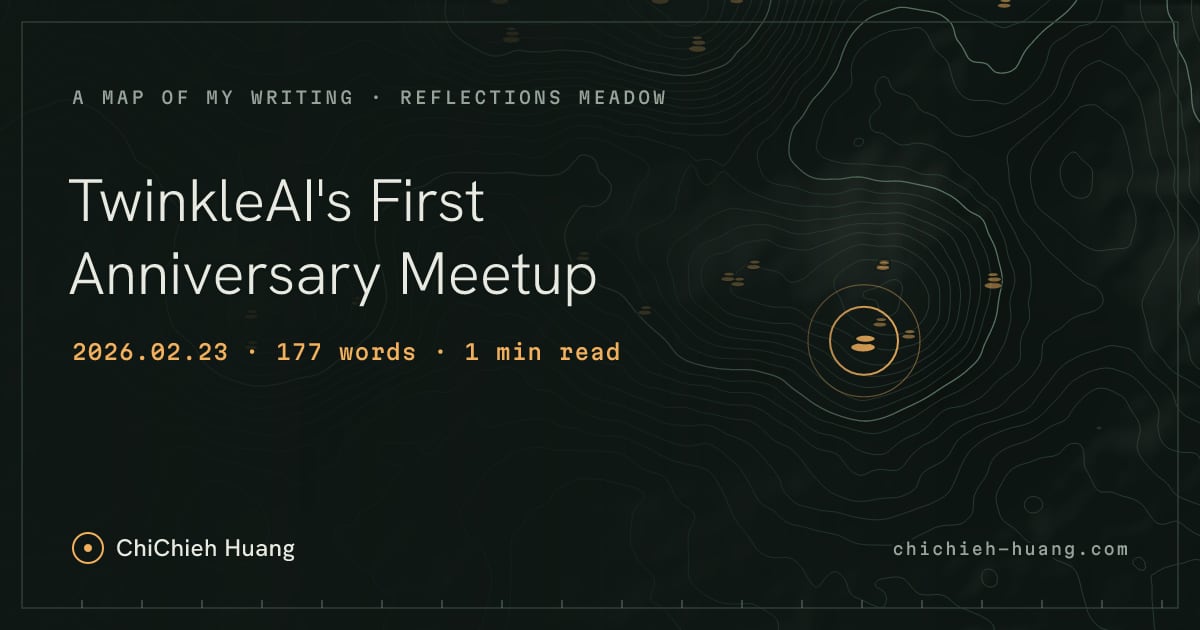 A MAP OF MY WRITING · REFLECTIONS MEADOW
TwinkleAI's First
Anniversary Meetup
2026.02.23 · 177 words · 1 min read
ChiChieh Huang
chichieh-huang.com